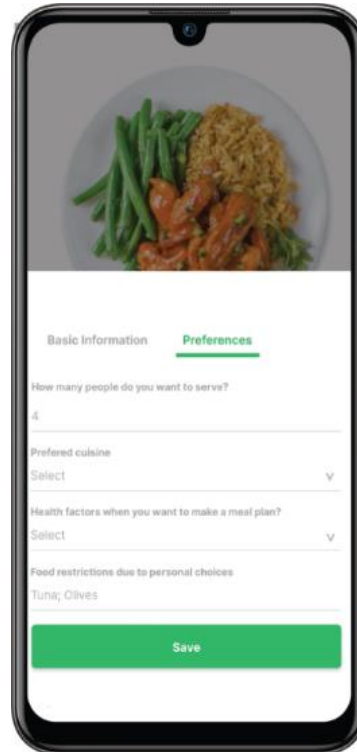 Basic Information Preferences
How many people do you want to serve?
4
Prefered cuisine
Select
Health factors when you want to make a meal plan?
Select
Food restrictions due to personal choices
Tuna; Olives
Save